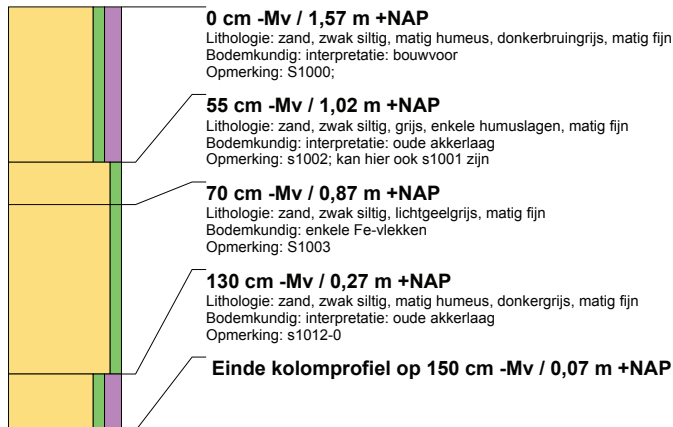 0 cm -Mv / 1,57 m +NAP
Lithologie: zand, zwak siltig, matig humeus, donkerbruingrijs, matig fijn
Bodemkundig: interpretatie: bouwvoor
Opmerking: S1000;
55 cm -Mv / 1,02 m +NAP
Lithologie: zand, zwak siltig, grijs, enkele humuslagen, matig fijn
Bodemkundig: interpretatie: oude akkerlaag
Opmerking: s1002; kan hier ook s1001 zijn
70 cm -Mv / 0,87 m +NAP
Lithologie: zand, zwak siltig, lichtgeelgrijs, matig fijn
Bodemkundig: enkele Fe-vlekken
Opmerking: S1003
130 cm -Mv / 0,27 m +NAP
Lithologie: zand, zwak siltig, matig humeus, donkergrijs, matig fijn
Bodemkundig: interpretatie: oude akkerlaag
Opmerking: s1012-0
Einde kolomprofiel op 150 cm -Mv / 0,07 m +NAP